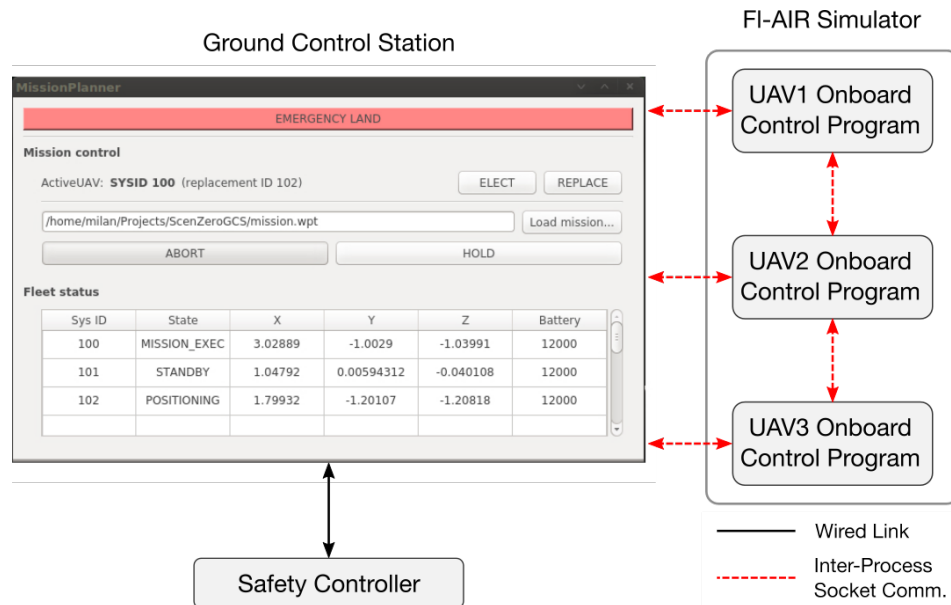 FI-AIR Simulator
Ground Control Station
MissionPlanner
EMERGENCY LAND
Mission control
ActiveUAV: SYSID 100 (replacement ID 102)
ELECT
REPLACE
/home/milan/Projects/ScenZeroGCS/mission.wpt
Load mission...
ABORT
HOLD
Fleet status
Sys ID State X Y Z Battery
100 MISSION_EXEC 3.02889 -1.0029 -1.03991 12000
101 STANDBY 1.04792 0.00594312 -0.040108 12000
102 POSITIONING 1.79932 -1.20107 -1.20818 12000
UAV1 Onboard
Control Program
UAV2 Onboard
Control Program
UAV3 Onboard
Control Program
Wired Link
Inter-Process
Socket Comm.
Safety Controller